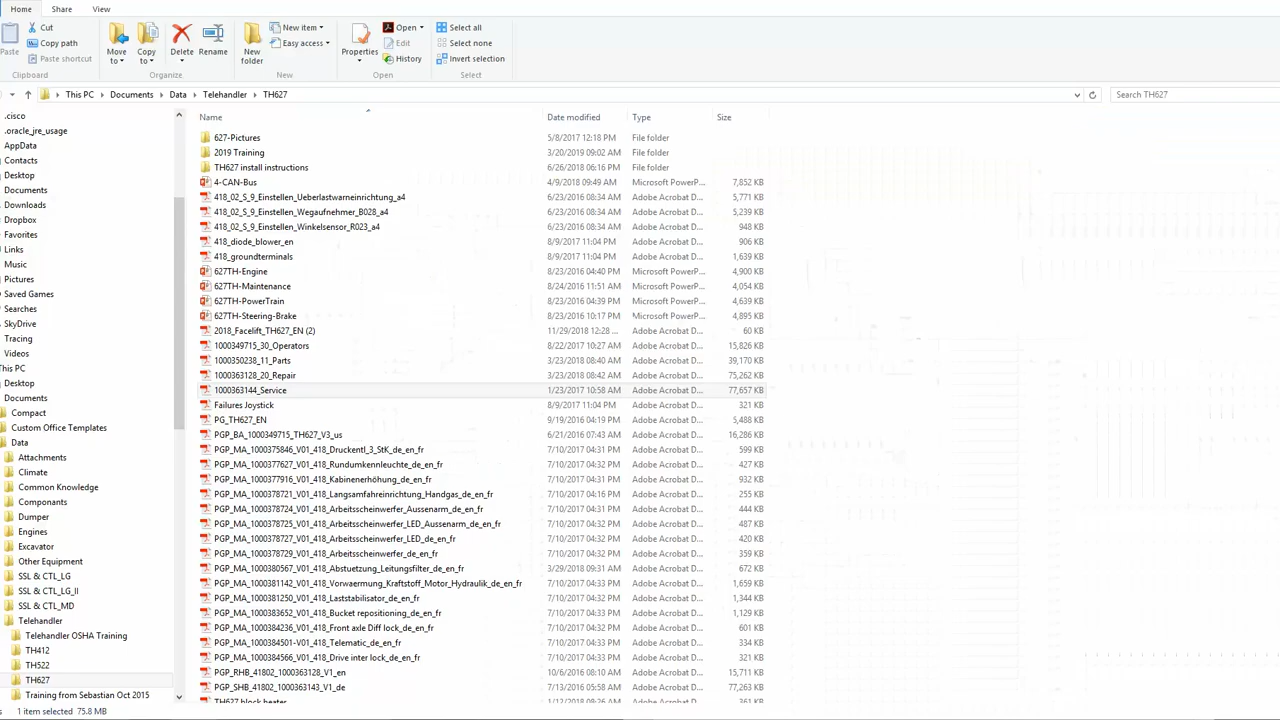 Home Share View
Cut
Copy path
Paste Paste shortcut
Move to Copy to Delete Rename
New folder
New item
Easy access
Properties
Open
Edit
History
Select all
Select none
Invert selection
Clipboard Organize New Open Select
This PC Documents Data Telehandler TH627 Search TH627
Name Date modified Type Size
.cisco
.oracle_jre_usage
AppData
Contacts
Desktop
Documents
Downloads
Dropbox
Favorites
Links
Music
Pictures
Saved Games
Searches
SkyDrive
Tracing
Videos
This PC
Desktop
Documents
Compact
Custom Office Templates
Data
Attachments
Climate
Common Knowledge
Components
Dumper
Engines
Excavator
Other Equipment
SSL & CTL_LG
SSL & CTL_LG_II
SSL & CTL_MD
Telehandler
Telehandler OSHA Training
TH412
TH522
TH627
Training from Sebastian Oct 2015
627-Pictures 5/8/2017 12:18 PM File folder
2019 Training 3/20/2019 09:02 AM File folder
TH627 install instructions 6/26/2018 06:16 PM File folder
4-CAN-Bus 4/9/2018 09:49 AM Microsoft PowerP... 7,852 KB
418_02_S_9_Einstellen_Ueberlastwarneinrichtung_a4 6/23/2016 08:34 AM Adobe Acrobat D... 5,771 KB
418_02_S_9_Einstellen_Wegaufnehmer_B028_a4 6/23/2016 08:34 AM Adobe Acrobat D... 5,239 KB
418_02_S_9_Einstellen_Winkelsensor_R023_a4 6/23/2016 08:34 AM Adobe Acrobat D... 948 KB
418_diode_blower_en 8/9/2017 11:04 PM Adobe Acrobat D... 906 KB
418_groundterminals 8/9/2017 11:04 PM Adobe Acrobat D... 1,639 KB
627TH-Engine 8/23/2016 04:40 PM Microsoft PowerP... 4,900 KB
627TH-Maintenance 8/24/2016 11:51 AM Microsoft PowerP... 4,054 KB
627TH-PowerTrain 8/23/2016 04:39 PM Microsoft PowerP... 4,639 KB
627TH-Steering-Brake 8/23/2016 10:17 PM Microsoft PowerP... 4,895 KB
2018_Facelift_TH627_EN (2) 11/29/2018 12:28 ... Adobe Acrobat D... 60 KB
1000349715_30_Operators 8/22/2017 10:27 AM Adobe Acrobat D... 15,826 KB
1000350238_11_Parts 3/23/2018 08:40 AM Adobe Acrobat D... 39,170 KB
1000363128_20_Repair 3/23/2018 08:42 AM Adobe Acrobat D... 75,262 KB
1000363144_Service 1/23/2017 10:58 AM Adobe Acrobat D... 77,657 KB
Failures Joystick 8/9/2017 11:04 PM Adobe Acrobat D... 321 KB
PG_TH627_EN 9/19/2016 04:19 PM Adobe Acrobat D... 5,488 KB
PGP_BA_1000349715_TH627_V3_us 6/21/2016 07:43 AM Adobe Acrobat D... 16,286 KB
PGP_MA_1000375846_V01_418_Druckentl_3_StK_de_en_fr 7/10/2017 04:31 PM Adobe Acrobat D... 599 KB
PGP_MA_1000377627_V01_418_Rundumkennleuchte_de_en_fr 7/10/2017 04:32 PM Adobe Acrobat D... 427 KB
PGP_MA_1000377916_V01_418_Kabinenerhöhung_de_en_fr 7/10/2017 04:31 PM Adobe Acrobat D... 932 KB
PGP_MA_1000378721_V01_418_Langsamfahreinrichtung_Handgas_de_en_fr 7/10/2017 04:16 PM Adobe Acrobat D... 255 KB
PGP_MA_1000378724_V01_418_Arbeitsscheinwerfer_Aussenarm_de_en_fr 7/10/2017 04:31 PM Adobe Acrobat D... 444 KB
PGP_MA_1000378725_V01_418_Arbeitsscheinwerfer_LED_Aussenarm_de_en_fr 7/10/2017 04:32 PM Adobe Acrobat D... 487 KB
PGP_MA_1000378727_V01_418_Arbeitsscheinwerfer_LED_de_en_fr 7/10/2017 04:32 PM Adobe Acrobat D... 420 KB
PGP_MA_1000378729_V01_418_Arbeitsscheinwerfer_de_en_fr 7/10/2017 04:32 PM Adobe Acrobat D... 359 KB
PGP_MA_1000380567_V01_418_Abstuetzung_Leitungsfilter_de_en_fr 3/29/2018 09:31 AM Adobe Acrobat D... 672 KB
PGP_MA_1000381142_V01_418_Vorwaermung_Kraftstoff_Motor_Hydraulik_de_en_fr 7/10/2017 04:33 PM Adobe Acrobat D... 1,659 KB
PGP_MA_1000381250_V01_418_Laststabilisator_de_en_fr 7/10/2017 04:32 PM Adobe Acrobat D... 1,344 KB
PGP_MA_1000383652_V01_418_Bucket repositioning_de_en_fr 7/10/2017 04:33 PM Adobe Acrobat D... 1,129 KB
PGP_MA_1000384236_V01_418_Front axle Diff lock_de_en_fr 7/10/2017 04:33 PM Adobe Acrobat D... 601 KB
PGP_MA_1000384501-V01_418_Telematic_de_en_fr 7/10/2017 04:33 PM Adobe Acrobat D... 334 KB
PGP_MA_1000384566_V01_418_Drive inter lock_de_en_fr 7/10/2017 04:33 PM Adobe Acrobat D... 321 KB
PGP_RHB_41802_1000363128_V1_en 10/6/2016 08:10 AM Adobe Acrobat D... 15,711 KB
PGP_SHB_41802_1000363143_V1_de 7/13/2016 05:58 AM Adobe Acrobat D... 77,263 KB
TH627 block heater 1/12/2018 08:26 AM Adobe Acrobat D... 361 KB
1 item selected 75.8 MB